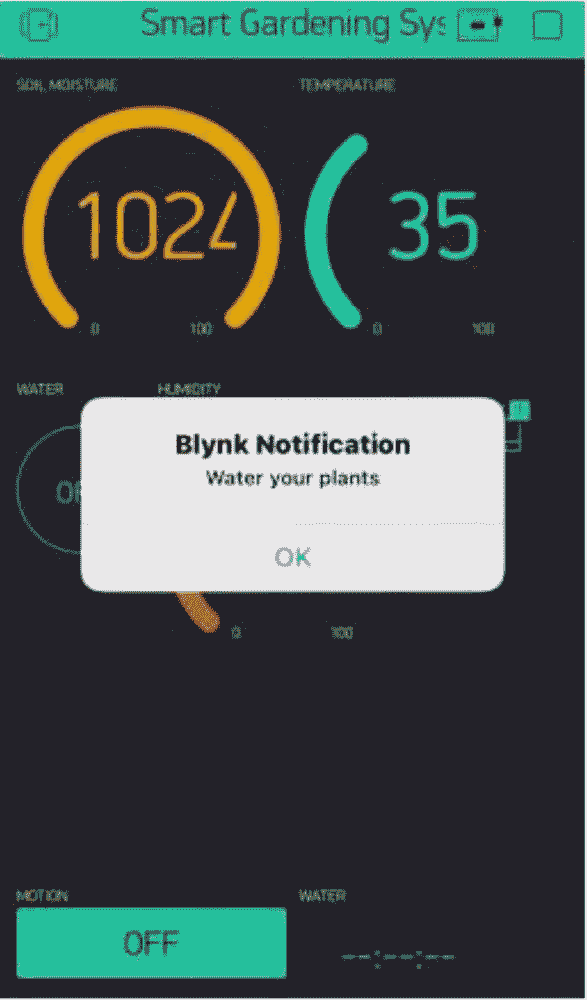 Smart Gardening Sys
SOIL MOISTURE TEMPERATURE
1024 35
0 100 0 100
WATER HUMIDITY
Blynk Notification
Water your plants
OK
0 100
MOTION WATER
OFF --:--:--